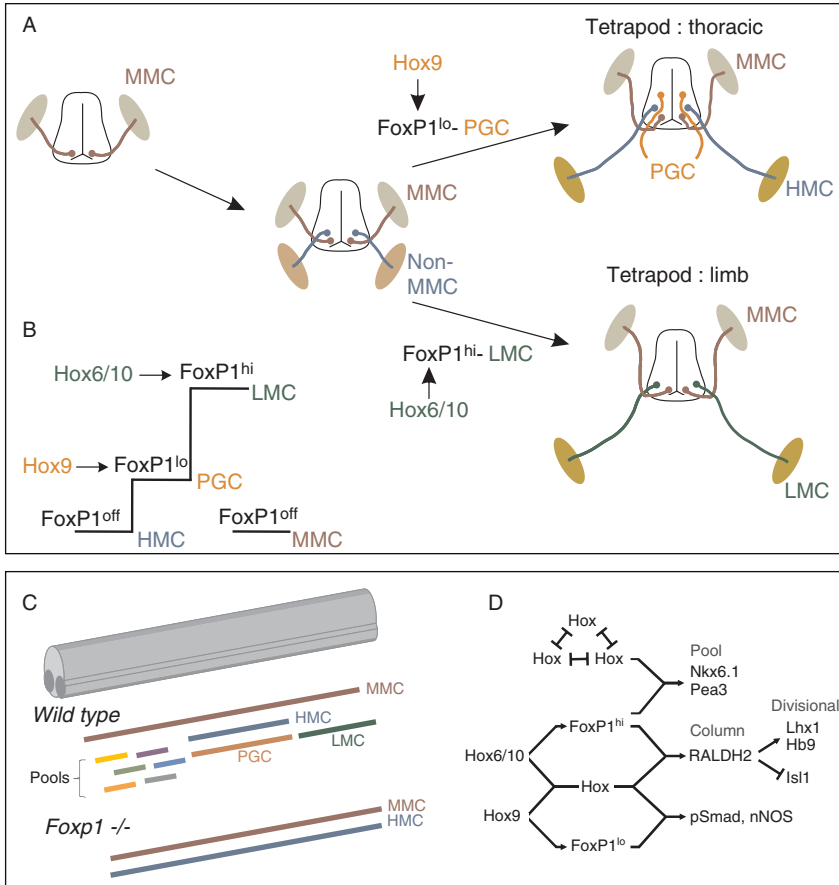 A
MMC
Hox9
FoxP1lo- PGC
Tetrapod : thoracic
MMC
PGC
HMC
MMC
Non-
MMC
Tetrapod : limb
MMC
FoxP1hi- LMC
Hox6/10
LMC
B
Hox6/10
FoxP1hi
LMC
Hox9
FoxP1lo
PGC
FoxP1off
HMC
FoxP1off
MMC
C
Wild type
MMC
HMC
PGC
LMC
Pools
Foxp1 -/-
MMC
HMC
D
Hox
Hox
Hox
Pool
Nkx6.1
Pea3
FoxP1hi
Column
Divisional
Lhx1
Hb9
Hox6/10
RALDH2
Isl1
Hox
Hox9
pSmad, nNOS
FoxP1lo